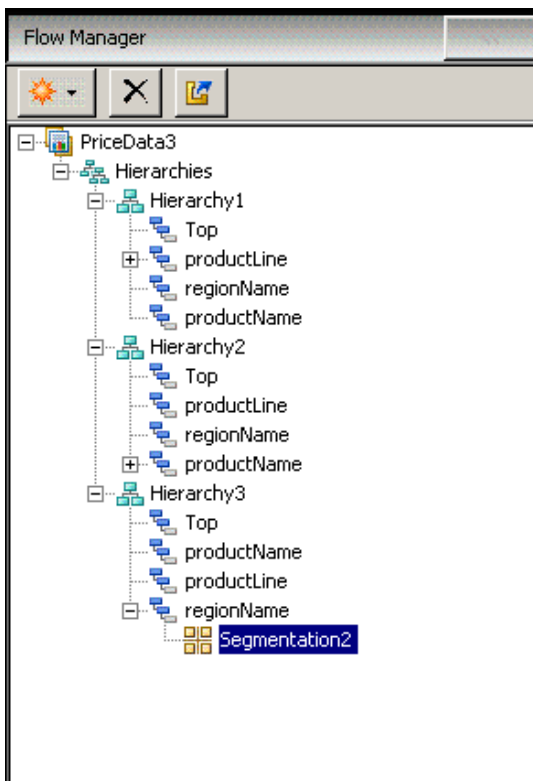 Flow Manager
PriceData3
Hierarchies
Hierarchy1
Top
productLine
regionName
productName
Hierarchy2
Top
productLine
regionName
productName
Hierarchy3
Top
productName
productLine
regionName
Segmentation2